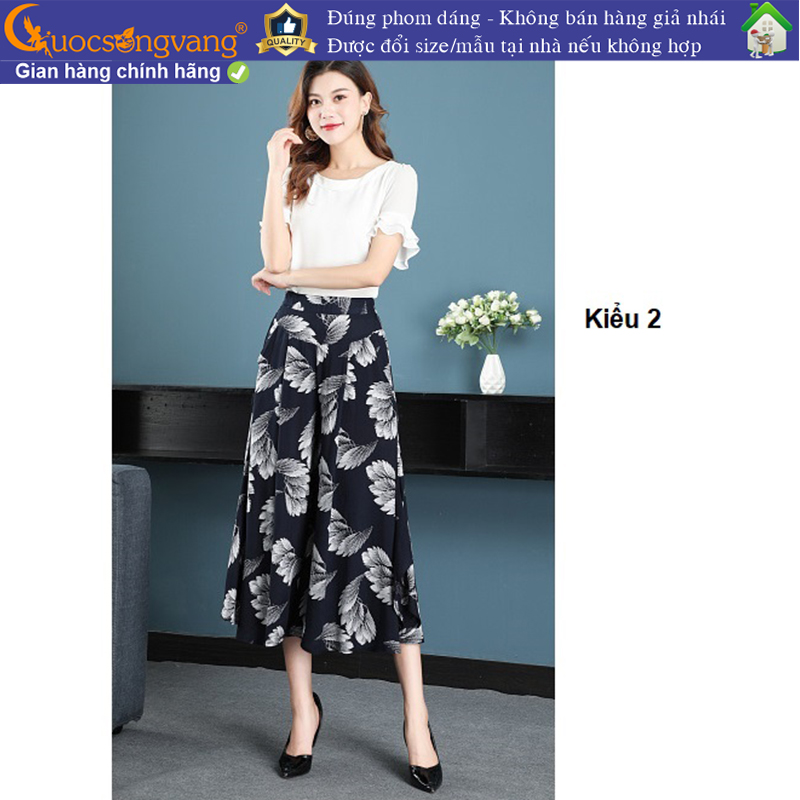 Cuocsongvang®
Gian hàng chính hãng
QUALITY
Đúng phom dáng - Không bán hàng giả nhái
Được đổi size/mẫu tại nhà nếu không hợp
Kiểu 2